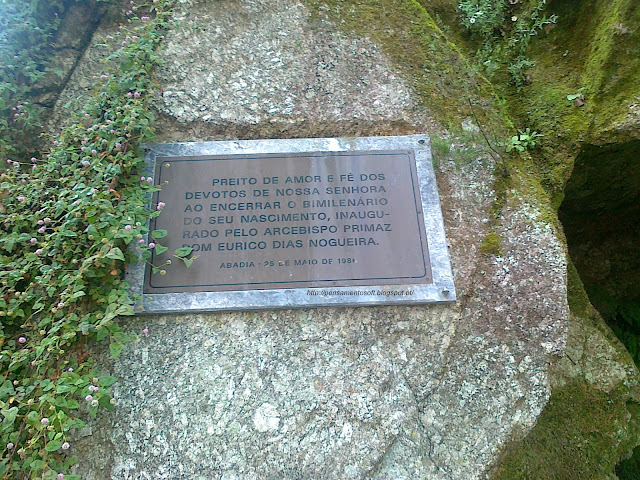 PREITO DE AMOR E FÉ DOS
DEVOTOS DE NOSSA SENHORA
AO ENCERRAR O BIMILENÁRIO
DO SEU NASCIMENTO, INAUGU-
RADO PELO ARCEBISPO PRIMAZ
DOM EURICO DIAS NOGUEIRA.
ABADIA - 25 DE MAIO DE